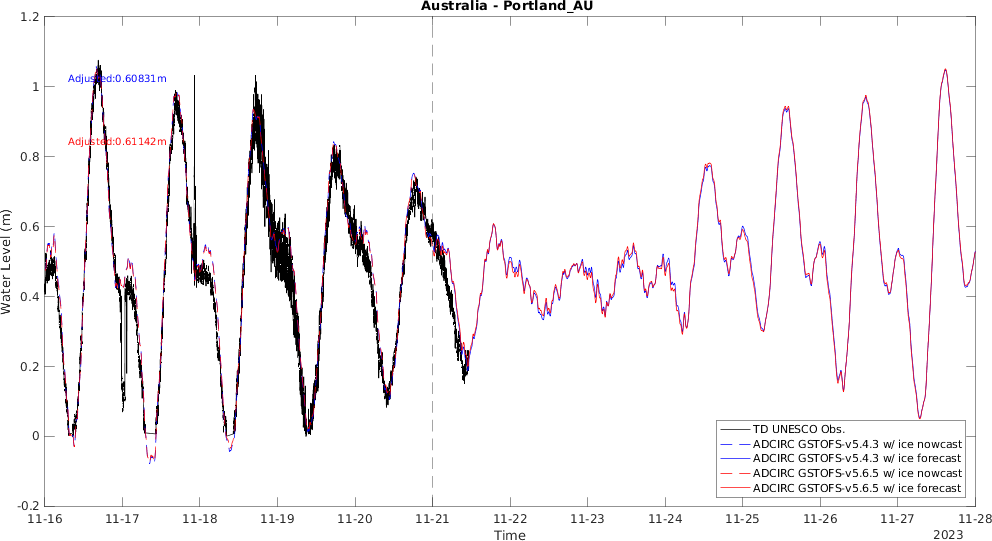 Australia - Portland_AU
1.2
1
0.8
0.6
0.4
0.2
0
-0.2
Water Level (m)
Adjusted:0.60831m
Adjusted:0.61142m
TD UNESCO Obs.
ADCIRC GSTOFS-v5.4.3 w/ ice nowcast
ADCIRC GSTOFS-v5.4.3 w/ ice forecast
ADCIRC GSTOFS-v5.6.5 w/ ice nowcast
ADCIRC GSTOFS-v5.6.5 w/ ice forecast
11-16 11-17 11-18 11-19 11-20 11-21 11-22 11-23 11-24 11-25 11-26 11-27 11-28
Time
2023